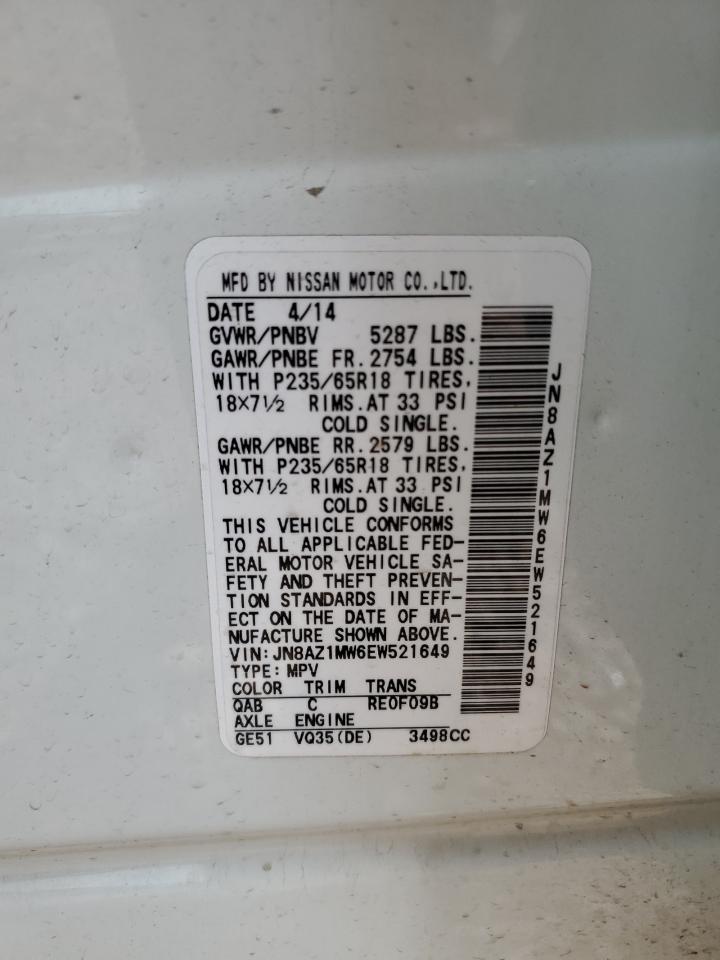 MFD BY NISSAN MOTOR CO.,LTD.
DATE 4/14
GVWR/PNBV 5287 LBS.
GAWR/PNBE FR. 2754 LBS.
WITH P235/65R18 TIRES,
18×7½ RIMS.AT 33 PSI
COLD SINGLE.
GAWR/PNBE RR. 2579 LBS.
WITH P235/65R18 TIRES,
18×7½ RIMS.AT 33 PSI
COLD SINGLE.
THIS VEHICLE CONFORMS
TO ALL APPLICABLE FED-
ERAL MOTOR VEHICLE SA-
FETY AND THEFT PREVEN-
TION STANDARDS IN EFF-
ECT ON THE DATE OF MA-
NUFACTURE SHOWN ABOVE.
VIN:JN8AZ1MW6EW521649
TYPE:MPV
COLOR TRIM TRANS
QAB C RE0F09B
AXLE ENGINE
GE51 VQ35(DE) 3498CC
JN8AZ1MW6EW521649